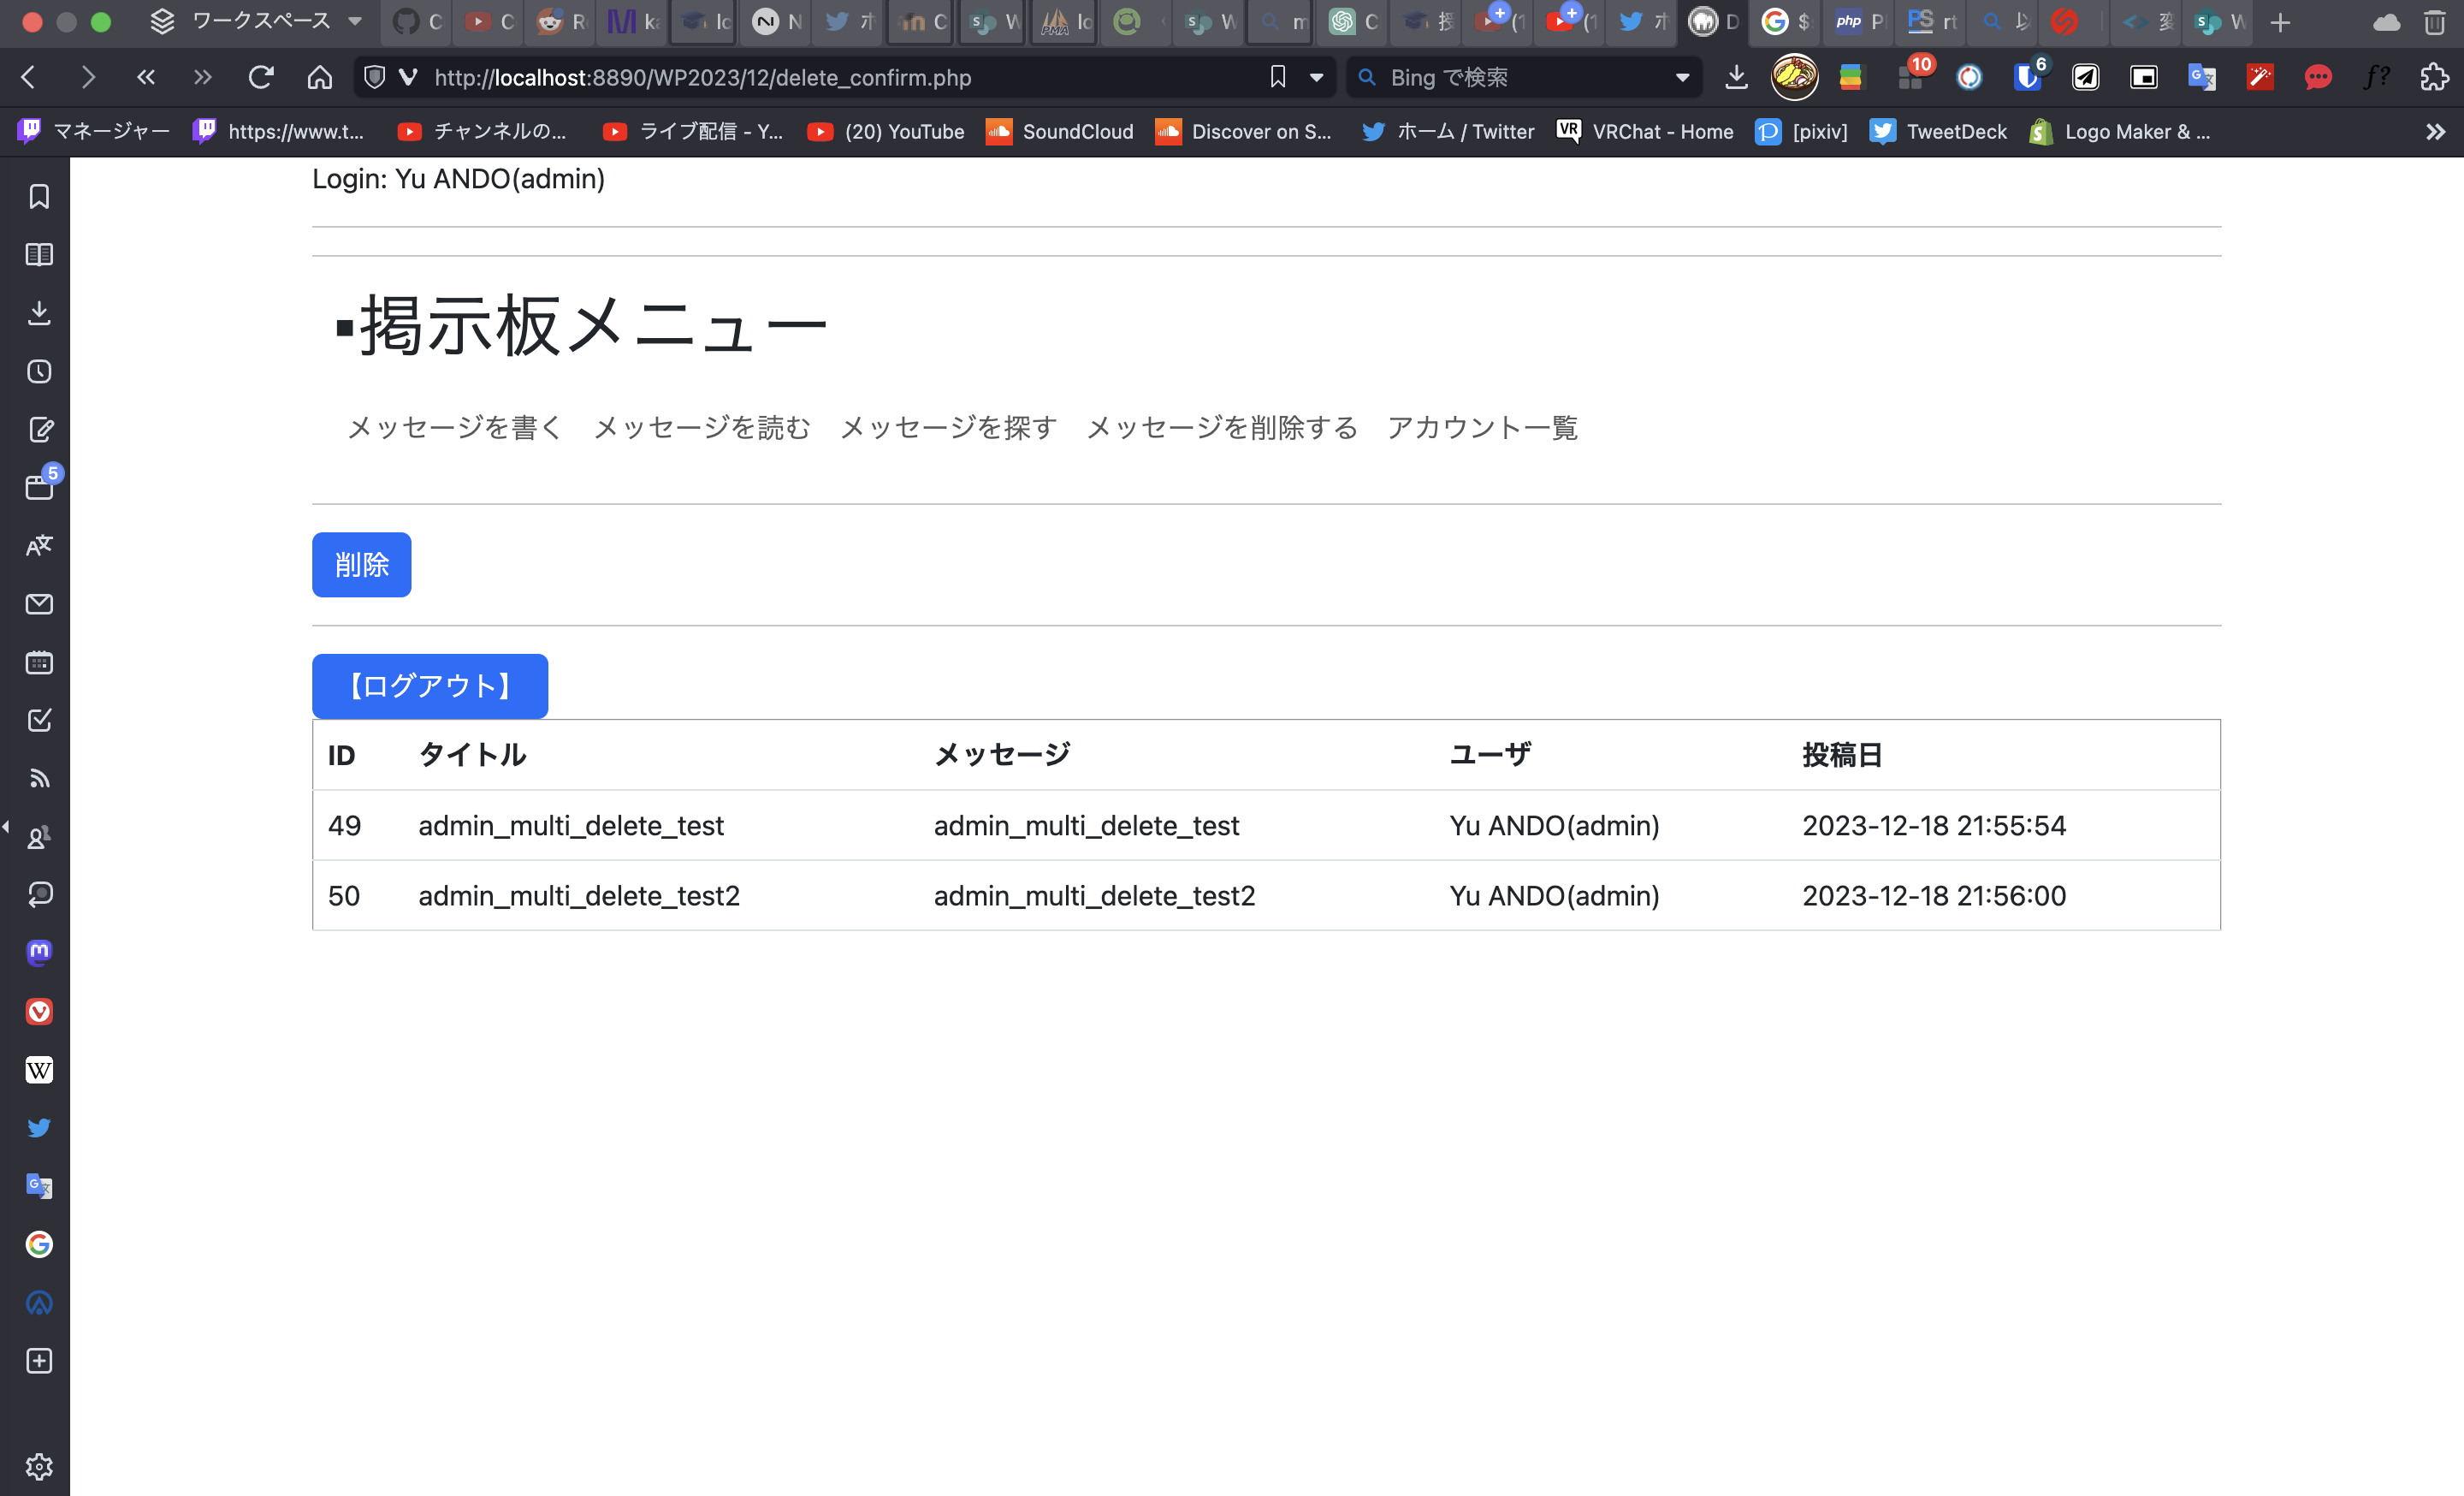 ワークスペース
http://localhost:8890/WP2023/12/delete_confirm.php
Bing で検索
10
6
マネージャー
https://www.t...
チャンネルの...
ライブ配信 - Y...
(20) YouTube
SoundCloud
Discover on S...
ホーム / Twitter
VRChat - Home
[pixiv]
TweetDeck
Logo Maker & ...
5
Login: Yu ANDO(admin)
▪掲示板メニュー
メッセージを書く メッセージを読む メッセージを探す メッセージを削除する アカウント一覧
削除
【ログアウト】
ID タイトル メッセージ ユーザ 投稿日
49 admin_multi_delete_test admin_multi_delete_test Yu ANDO(admin) 2023-12-18 21:55:54
50 admin_multi_delete_test2 admin_multi_delete_test2 Yu ANDO(admin) 2023-12-18 21:56:00